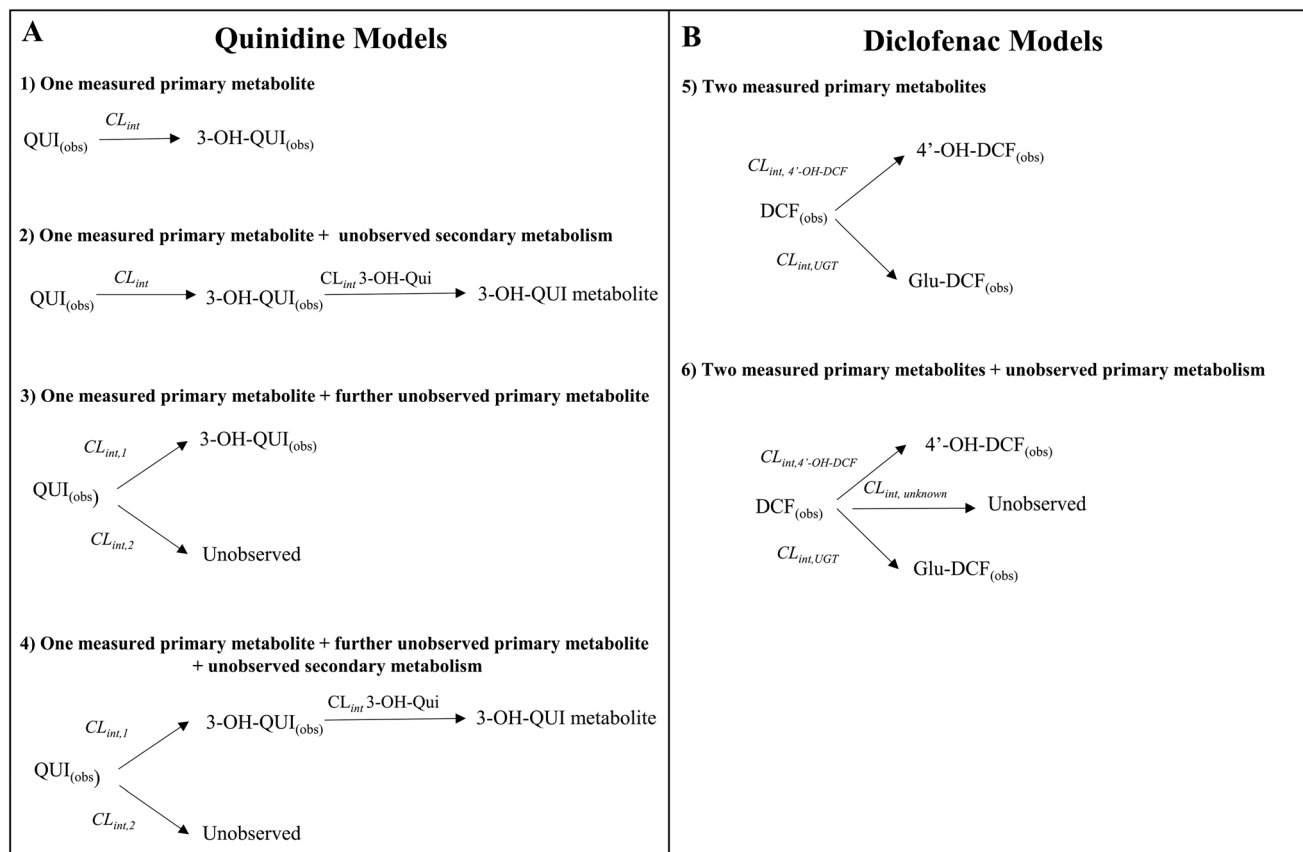 A
Quinidine Models
1) One measured primary metabolite
CLint
QUI(obs)
3-OH-QUI(obs)
2) One measured primary metabolite + unobserved secondary metabolism
CLint
CLint 3-OH-Qui
QUI(obs)
3-OH-QUI(obs)
3-OH-QUI metabolite
3) One measured primary metabolite + further unobserved primary metabolite
3-OH-QUI(obs)
CLint,1
QUI(obs)
CLint,2
Unobserved
4) One measured primary metabolite + further unobserved primary metabolite
+ unobserved secondary metabolism
CLint 3-OH-Qui
CLint,1
3-OH-QUI(obs)
3-OH-QUI metabolite
QUI(obs)
CLint,2
Unobserved
B
Diclofenac Models
5) Two measured primary metabolites
4’-OH-DCF(obs)
CLint, 4’-OH-DCF
DCF(obs)
CLint,UGT
Glu-DCF(obs)
6) Two measured primary metabolites + unobserved primary metabolism
4’-OH-DCF(obs)
CLint,4’-OH-DCF
CLint, unknown
DCF(obs)
Unobserved
CLint,UGT
Glu-DCF(obs)